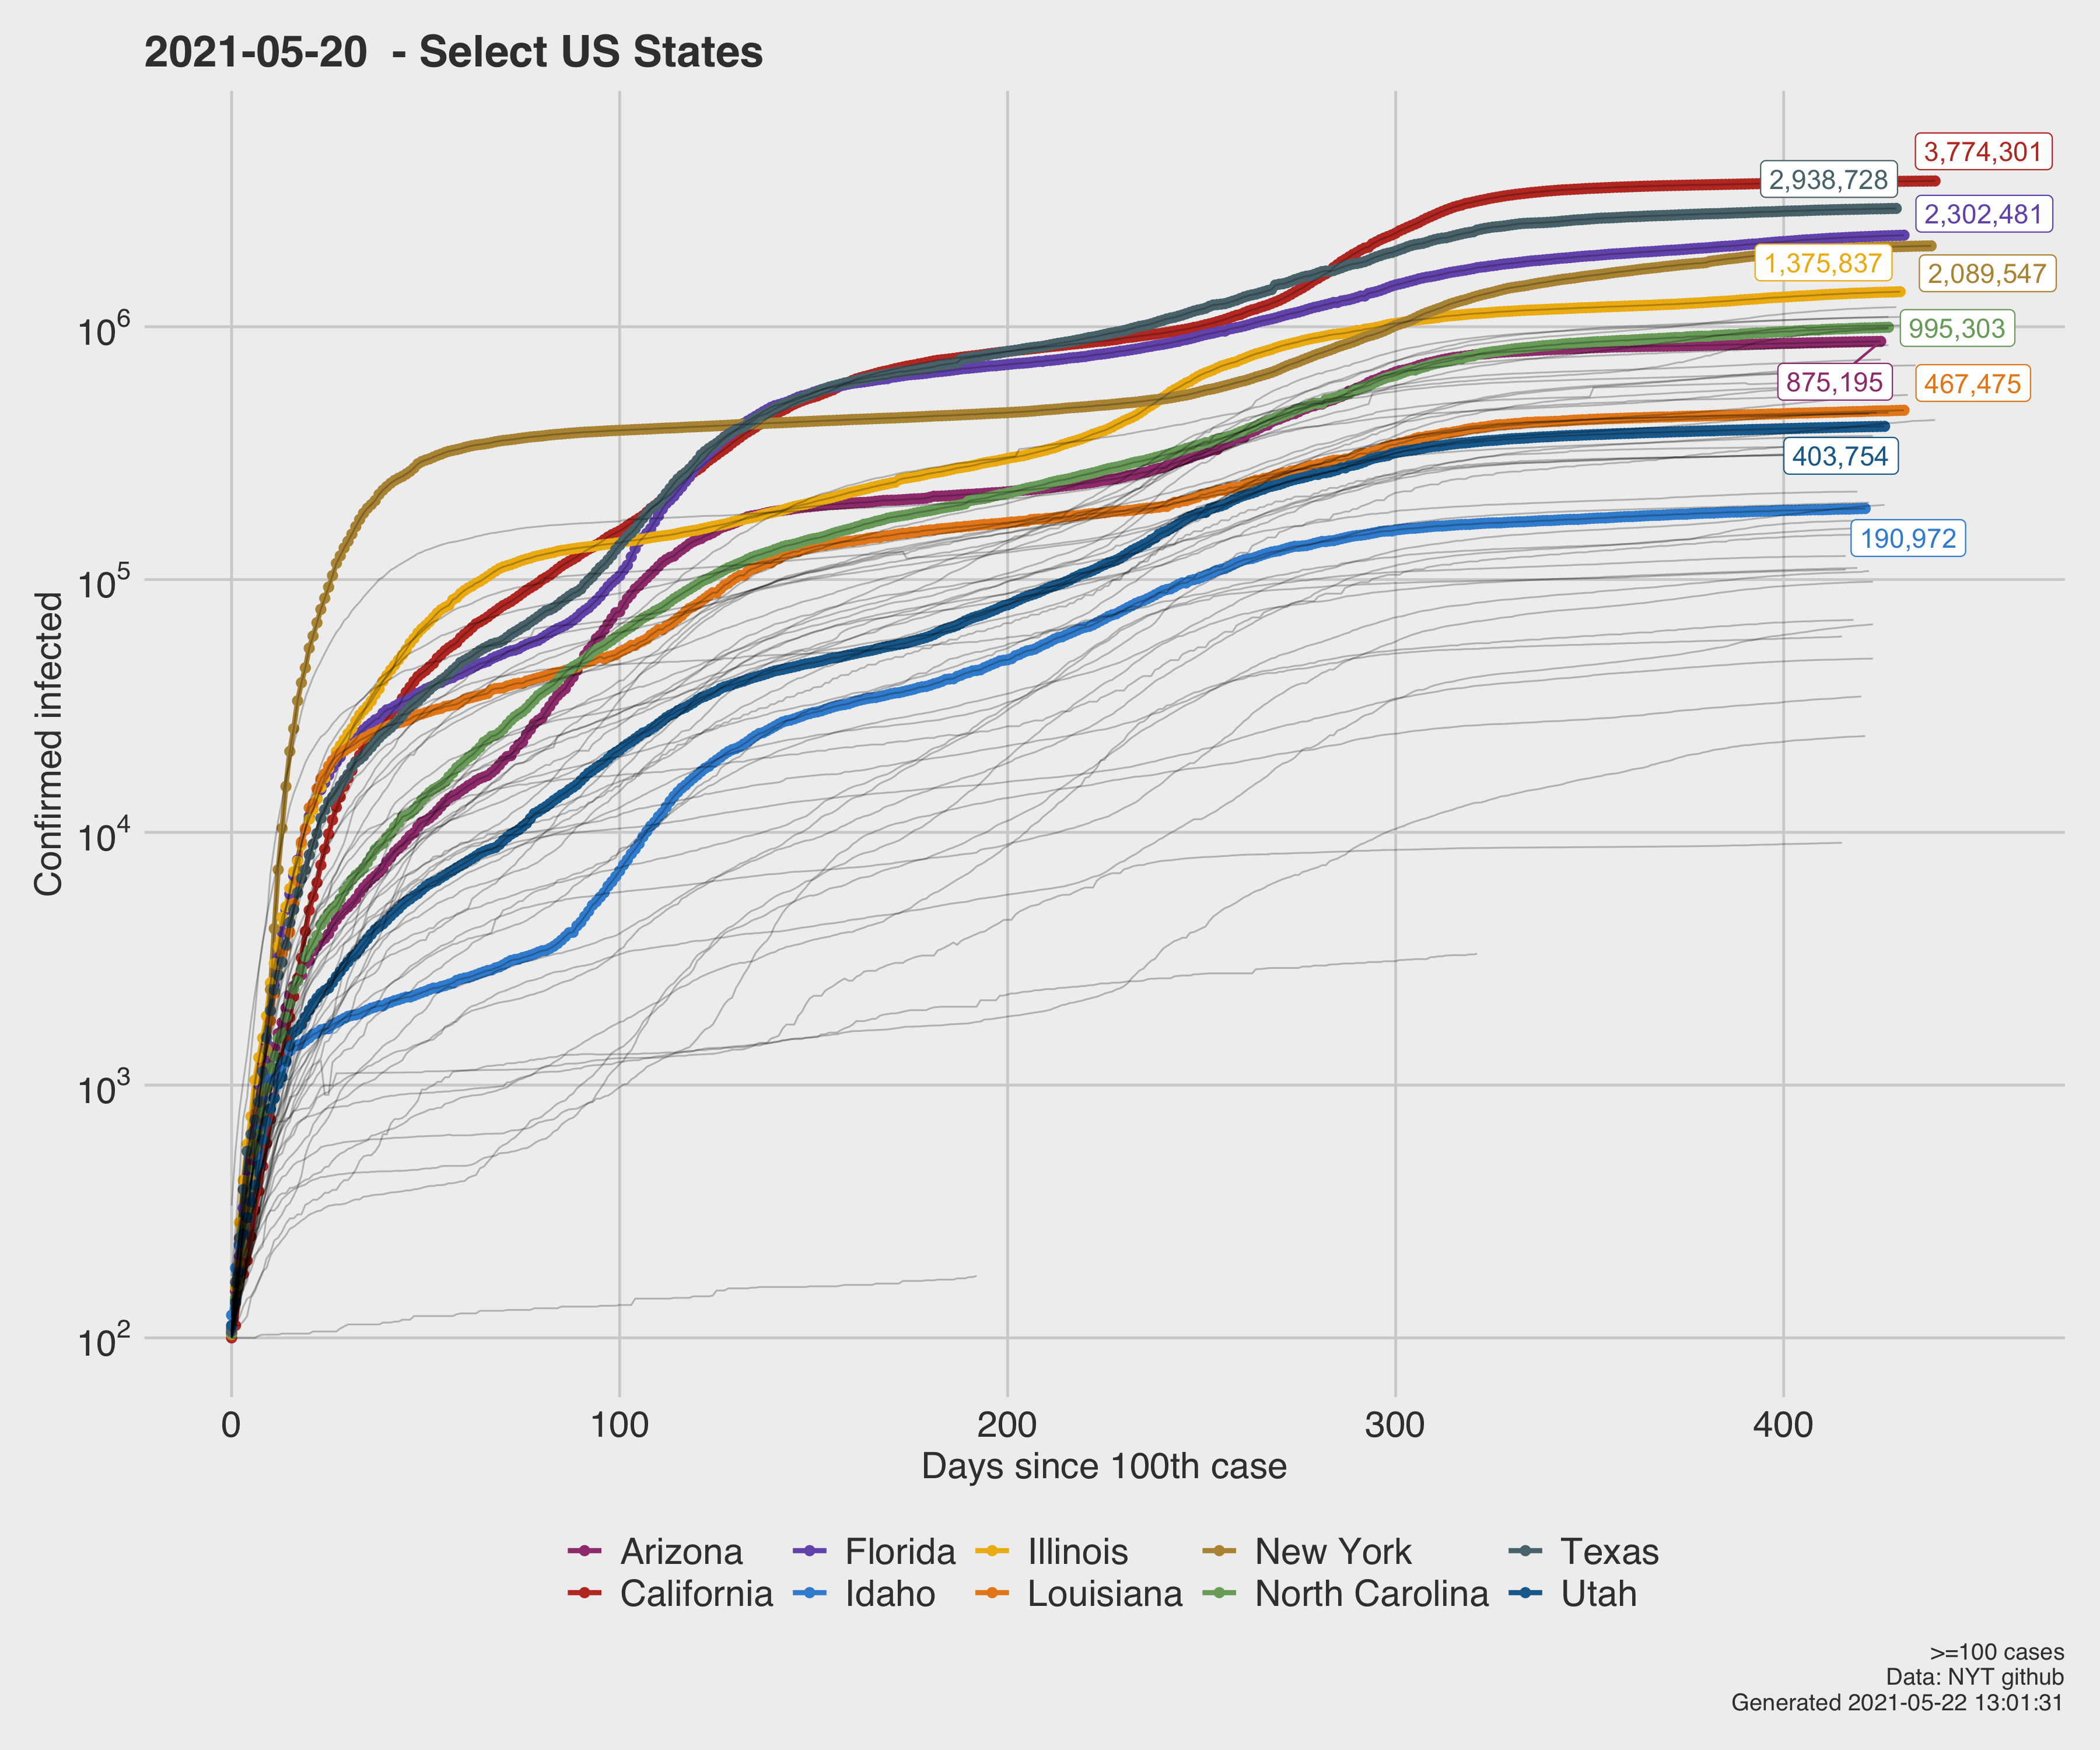 2021-05-20 - Select US States
3,774,301
2,938,728
2,302,481
1,375,837
2,089,547
995,303
875,195
467,475
403,754
190,972
10^6
10^5
10^4
10^3
10^2
Confirmed infected
0 100 200 300 400
Days since 100th case
Arizona Florida Illinois New York Texas
California Idaho Louisiana North Carolina Utah
>=100 cases
Data: NYT github
Generated 2021-05-22 13:01:31